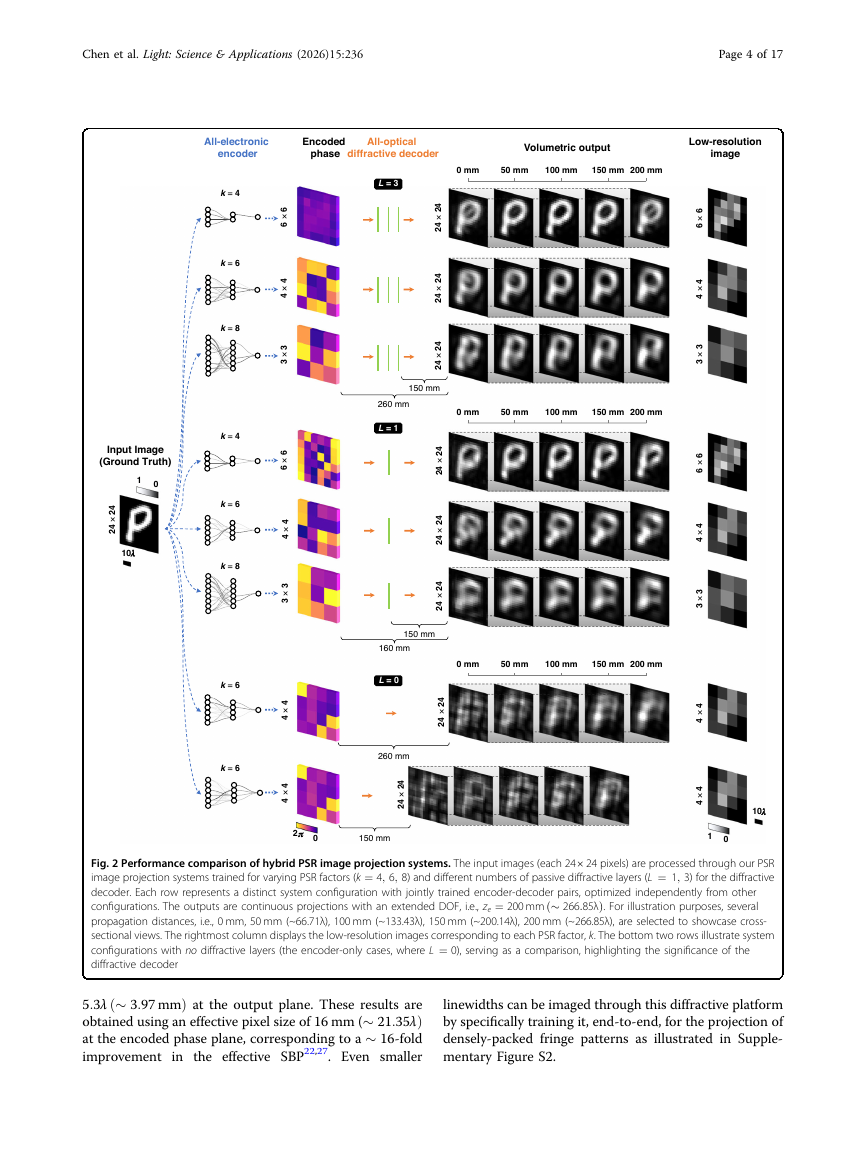 Chen et al. Light: Science & Applications (2026)15:236
Page 4 of 17
All-electronic encoder
Encoded phase
All-optical diffractive decoder
Volumetric output
Low-resolution image
0 mm 50 mm 100 mm 150 mm 200 mm
L = 3
k = 4
6 × 6
24 × 24
6 × 6
k = 6
4 × 4
24 × 24
4 × 4
k = 8
3 × 3
24 × 24
3 × 3
150 mm
260 mm
0 mm 50 mm 100 mm 150 mm 200 mm
L = 1
k = 4
6 × 6
24 × 24
6 × 6
Input Image
(Ground Truth)
1 0
24 × 24
10λ
k = 6
4 × 4
24 × 24
4 × 4
k = 8
3 × 3
24 × 24
3 × 3
150 mm
160 mm
0 mm 50 mm 100 mm 150 mm 200 mm
L = 0
k = 6
4 × 4
24 × 24
4 × 4
260 mm
k = 6
4 × 4
24 × 24
4 × 4
10λ
2π 0
150 mm
1 0
Fig. 2 Performance comparison of hybrid PSR image projection systems. The input images (each 24× 24 pixels) are processed through our PSR
image projection systems trained for varying PSR factors (k = 4, 6, 8) and different numbers of passive diffractive layers (L = 1, 3) for the diffractive
decoder. Each row represents a distinct system configuration with jointly trained encoder-decoder pairs, optimized independently from other
configurations. The outputs are continuous projections with an extended DOF, i.e., zₑ = 200 mm (~ 266.85λ). For illustration purposes, several
propagation distances, i.e., 0 mm, 50 mm (~66.71λ), 100 mm (~133.43λ), 150 mm (~200.14λ), 200 mm (~266.85λ), are selected to showcase cross-
sectional views. The rightmost column displays the low-resolution images corresponding to each PSR factor, k. The bottom two rows illustrate system
configurations with no diffractive layers (the encoder-only cases, where L = 0), serving as a comparison, highlighting the significance of the
diffractive decoder
5.3λ (~ 3.97 mm) at the output plane. These results are
obtained using an effective pixel size of 16 mm (~ 21.35λ)
at the encoded phase plane, corresponding to a ~ 16-fold
improvement in the effective SBP22,27. Even smaller
linewidths can be imaged through this diffractive platform
by specifically training it, end-to-end, for the projection of
densely-packed fringe patterns as illustrated in Supple-
mentary Figure S2.